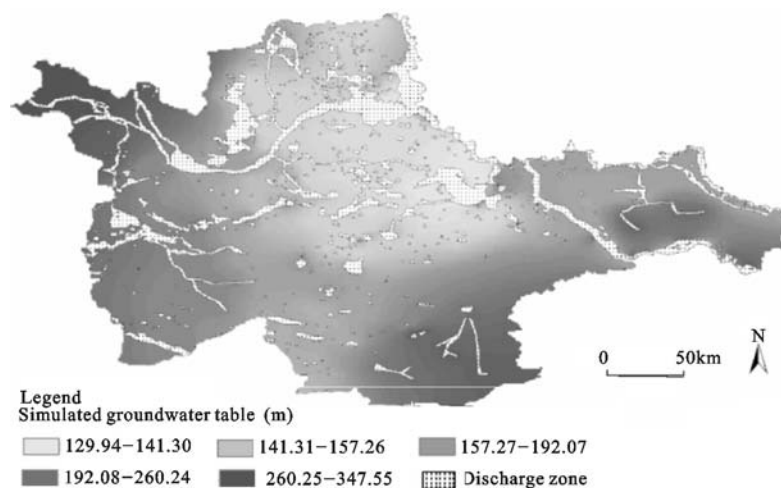 N
0 50km
Legend
Simulated groundwater table (m)
129.94−141.30 141.31−157.26 157.27−192.07
192.08−260.24 260.25−347.55 Discharge zone